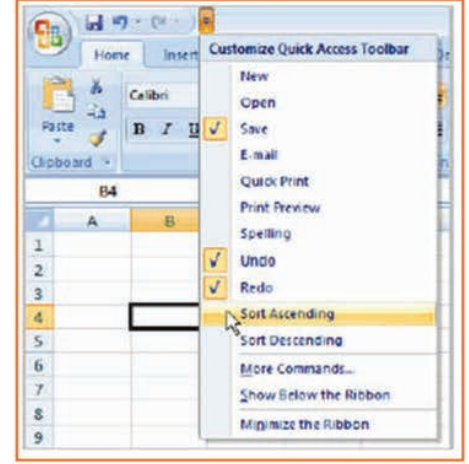 Home Insert
Customize Quick Access Toolbar
New
Open
Save
E-mail
Quick Print
Print Preview
Spelling
Undo
Redo
Sort Ascending
Sort Descending
More Commands...
Show Below the Ribbon
Minimize the Ribbon
Calibri
Paste
B I U
Clipboard
B4
A B
1
2
3
4
5
6
7
8
9